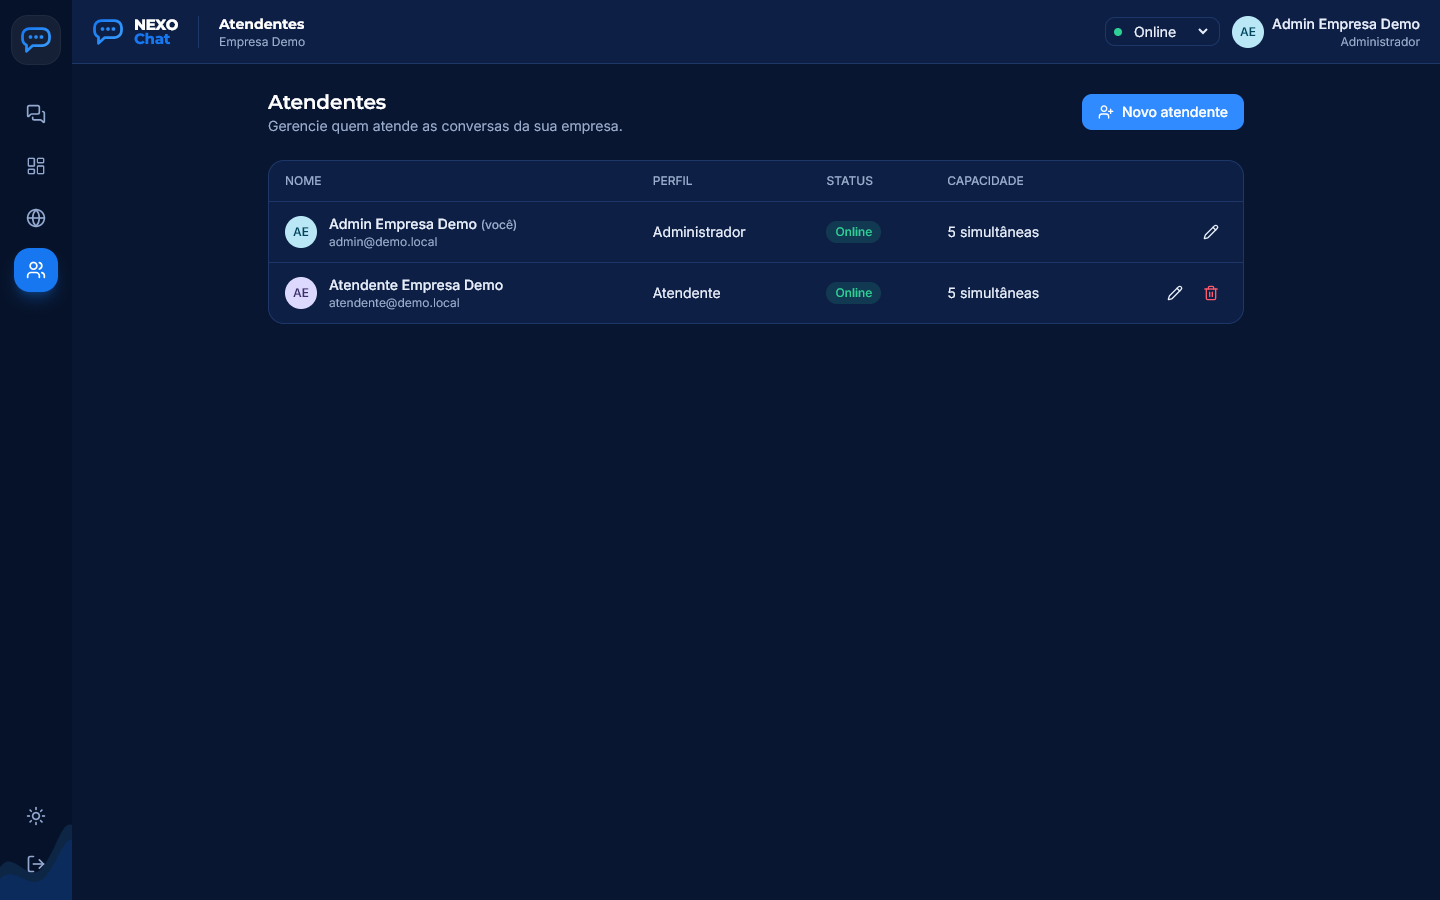 NEXO
Chat
Atendentes
Empresa Demo
Online
AE
Admin Empresa Demo
Administrador
Atendentes
Gerencie quem atende as conversas da sua empresa.
Novo atendente
NOME PERFIL STATUS CAPACIDADE
AE Admin Empresa Demo (você) Administrador Online 5 simultâneas
admin@demo.local
AE Atendente Empresa Demo Atendente Online 5 simultâneas
atendente@demo.local